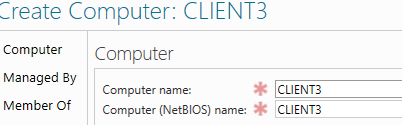 Create Computer: CLIENT3
Computer
Managed By
Member Of
Computer
Computer name: * CLIENT3
Computer (NetBIOS) name: * CLIENT3